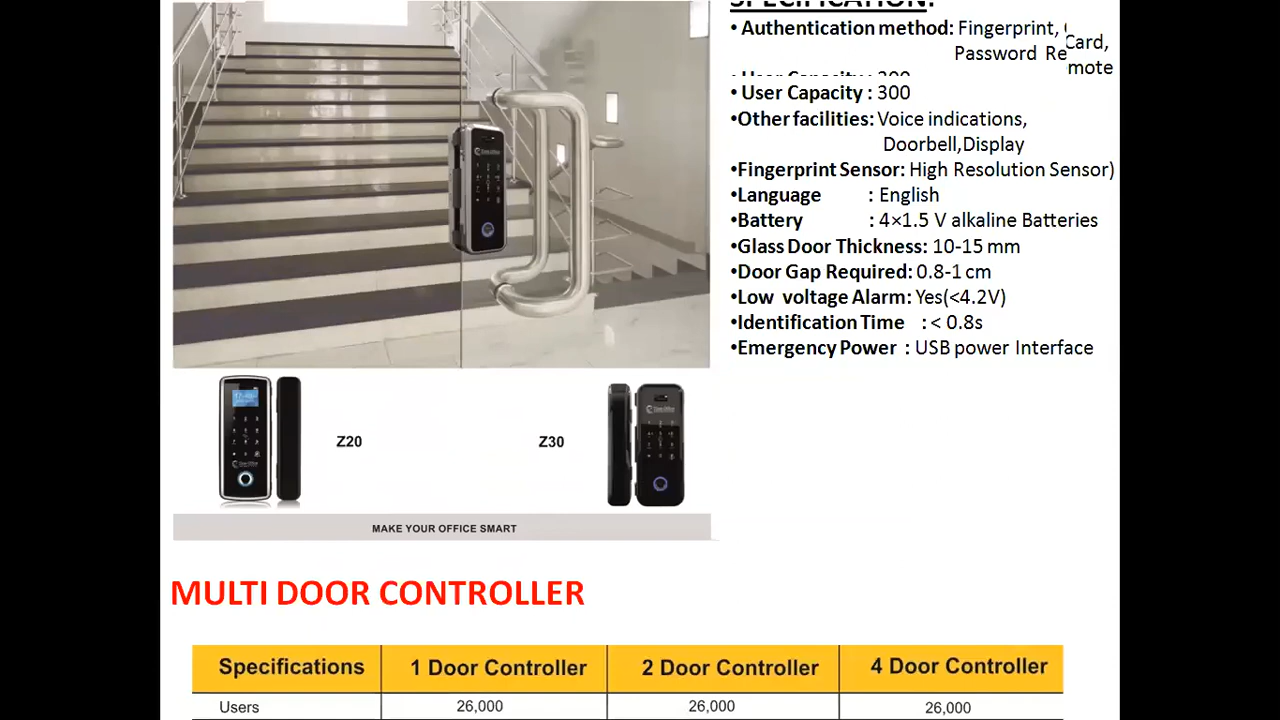 SPECIFICATION:
•Authentication method: Fingerprint, Card,
Password Remote
•User Capacity : 300
•User Capacity : 300
•Other facilities: Voice indications,
Doorbell,Display
•Fingerprint Sensor: High Resolution Sensor)
•Language : English
•Battery : 4×1.5 V alkaline Batteries
•Glass Door Thickness: 10-15 mm
•Door Gap Required: 0.8-1 cm
•Low voltage Alarm: Yes(<4.2V)
•Identification Time : < 0.8s
•Emergency Power : USB power Interface
Z20
Z30
MAKE YOUR OFFICE SMART
MULTI DOOR CONTROLLER
Specifications 1 Door Controller 2 Door Controller 4 Door Controller
Users 26,000 26,000 26,000